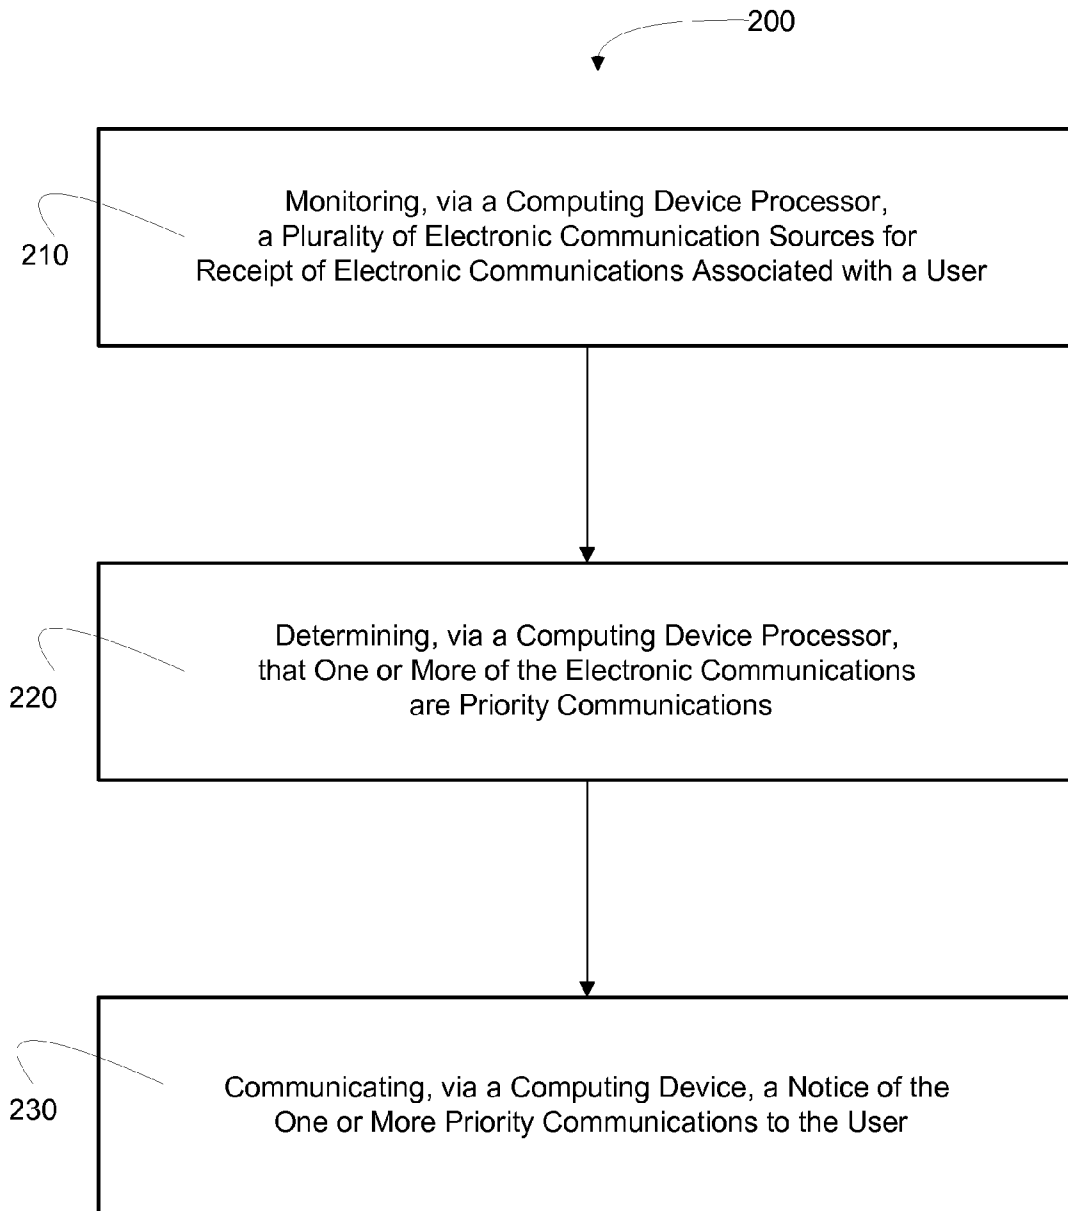 200
Monitoring, via a Computing Device Processor,
a Plurality of Electronic Communication Sources for
Receipt of Electronic Communications Associated with a User
210
Determining, via a Computing Device Processor,
that One or More of the Electronic Communications
are Priority Communications
220
Communicating, via a Computing Device, a Notice of the
One or More Priority Communications to the User
230